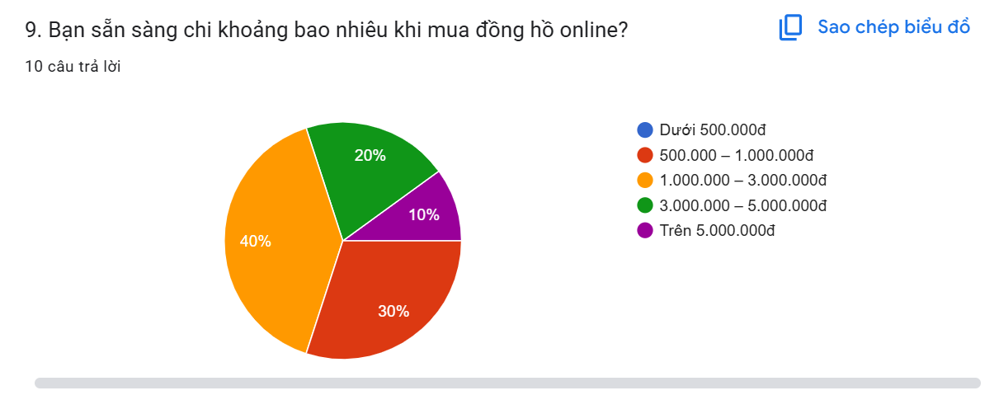 9. Bạn sẵn sàng chi khoảng bao nhiêu khi mua đồng hồ online?
Sao chép biểu đồ
10 câu trả lời
20%
10%
40%
30%
Dưới 500.000đ
500.000 – 1.000.000đ
1.000.000 – 3.000.000đ
3.000.000 – 5.000.000đ
Trên 5.000.000đ